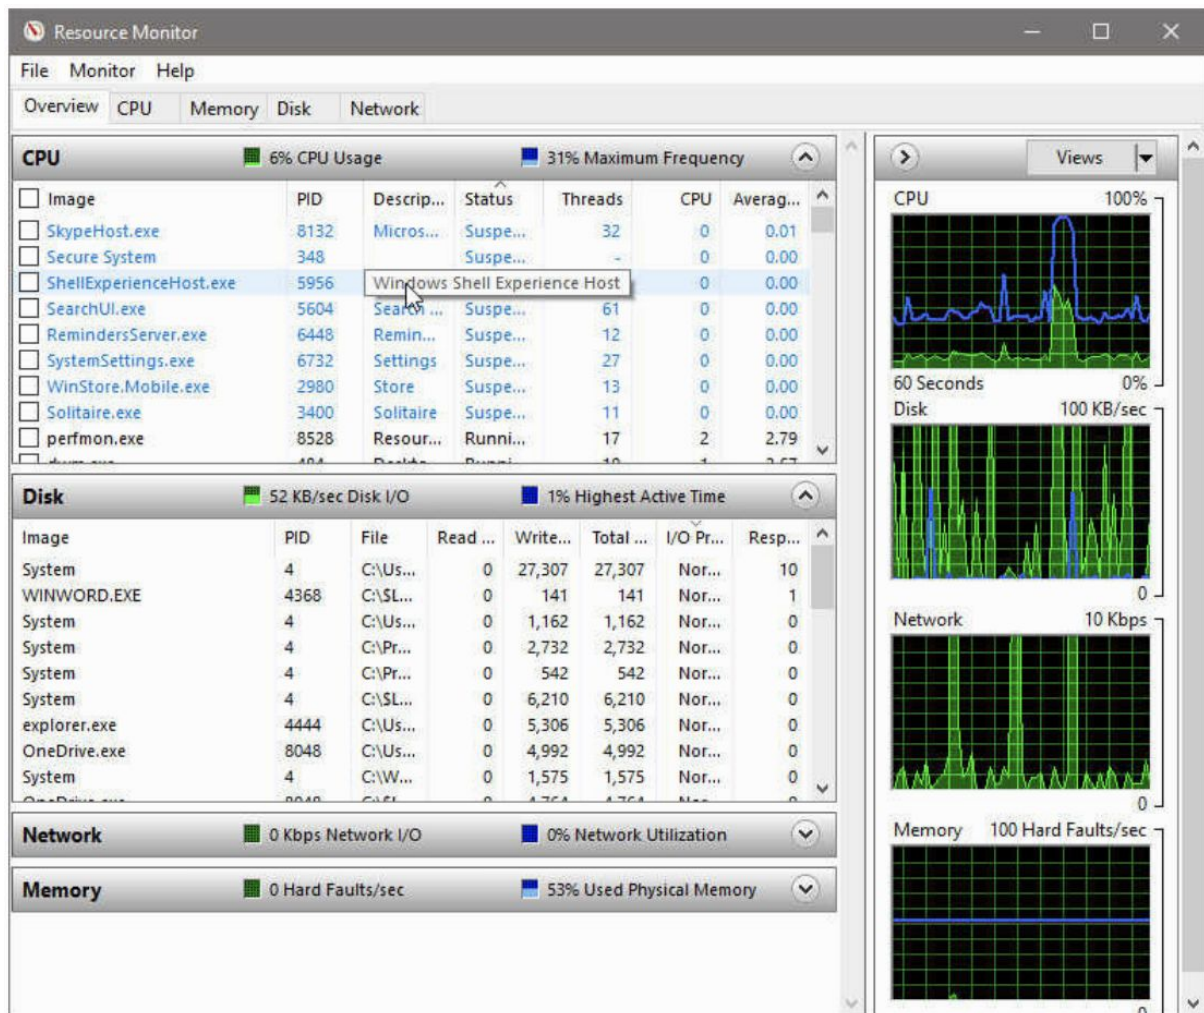 Resource Monitor
File Monitor Help
Overview CPU Memory Disk Network
CPU 6% CPU Usage 31% Maximum Frequency
Image PID Descrip... Status Threads CPU Averag...
SkypeHost.exe 8132 Micros... Suspe... 32 0 0.01
Secure System 348 Suspe... - 0 0.00
ShellExperienceHost.exe 5956 Windows Shell Experience Host 0 0.00
SearchUI.exe 5604 Search ... Suspe... 61 0 0.00
RemindersServer.exe 6448 Remin... Suspe... 12 0 0.00
SystemSettings.exe 6732 Settings Suspe... 27 0 0.00
WinStore.Mobile.exe 2980 Store Suspe... 13 0 0.00
Solitaire.exe 3400 Solitaire Suspe... 11 0 0.00
perfmon.exe 8528 Resour... Runni... 17 2 2.79
Disk 52 KB/sec Disk I/O 1% Highest Active Time
Image PID File Read ... Write... Total ... I/O Pr... Resp...
System 4 C:\Us... 0 27,307 27,307 Nor... 10
WINWORD.EXE 4368 C:\$L... 0 141 141 Nor... 1
System 4 C:\Us... 0 1,162 1,162 Nor... 0
System 4 C:\Pr... 0 2,732 2,732 Nor... 0
System 4 C:\Pr... 0 542 542 Nor... 0
System 4 C:\$L... 0 6,210 6,210 Nor... 0
explorer.exe 4444 C:\Us... 0 5,306 5,306 Nor... 0
OneDrive.exe 8048 C:\Us... 0 4,992 4,992 Nor... 0
System 4 C:\W... 0 1,575 1,575 Nor... 0
Network 0 Kbps Network I/O 0% Network Utilization
Memory 0 Hard Faults/sec 53% Used Physical Memory
Views
CPU 100%
60 Seconds 0%
Disk 100 KB/sec
0
Network 10 Kbps
0
Memory 100 Hard Faults/sec